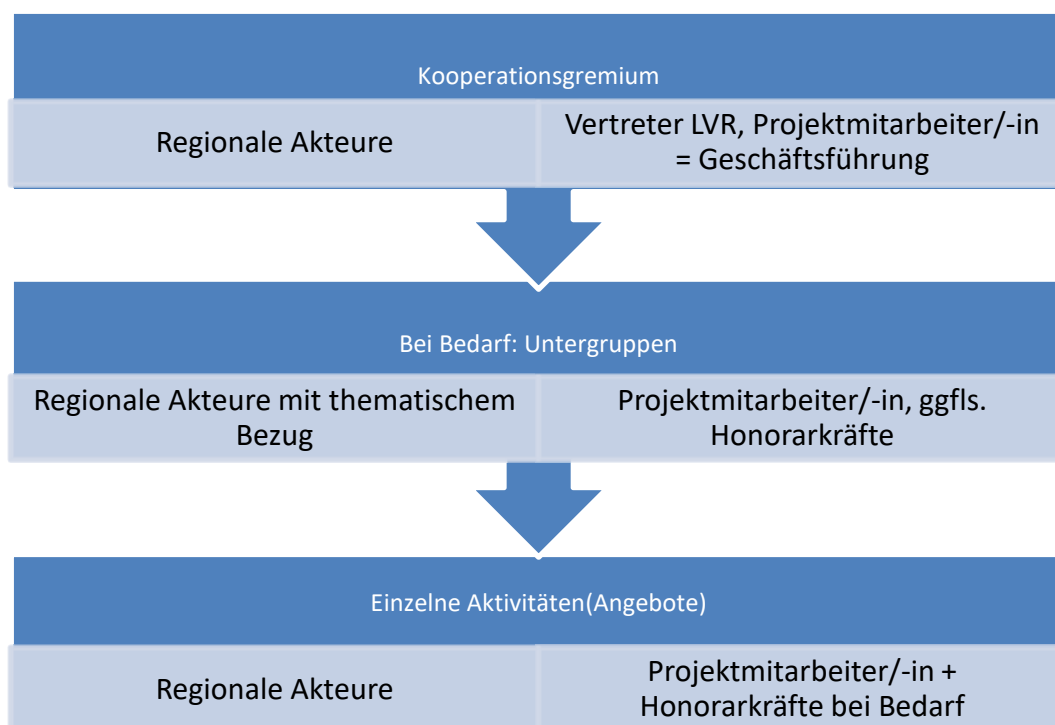 Kooperationsgremium
Regionale Akteure
Vertreter LVR, Projektmitarbeiter/-in
= Geschäftsführung
Bei Bedarf: Untergruppen
Regionale Akteure mit thematischem
Bezug
Projektmitarbeiter/-in, ggfls.
Honorarkräfte
Einzelne Aktivitäten(Angebote)
Regionale Akteure
Projektmitarbeiter/-in +
Honorarkräfte bei Bedarf